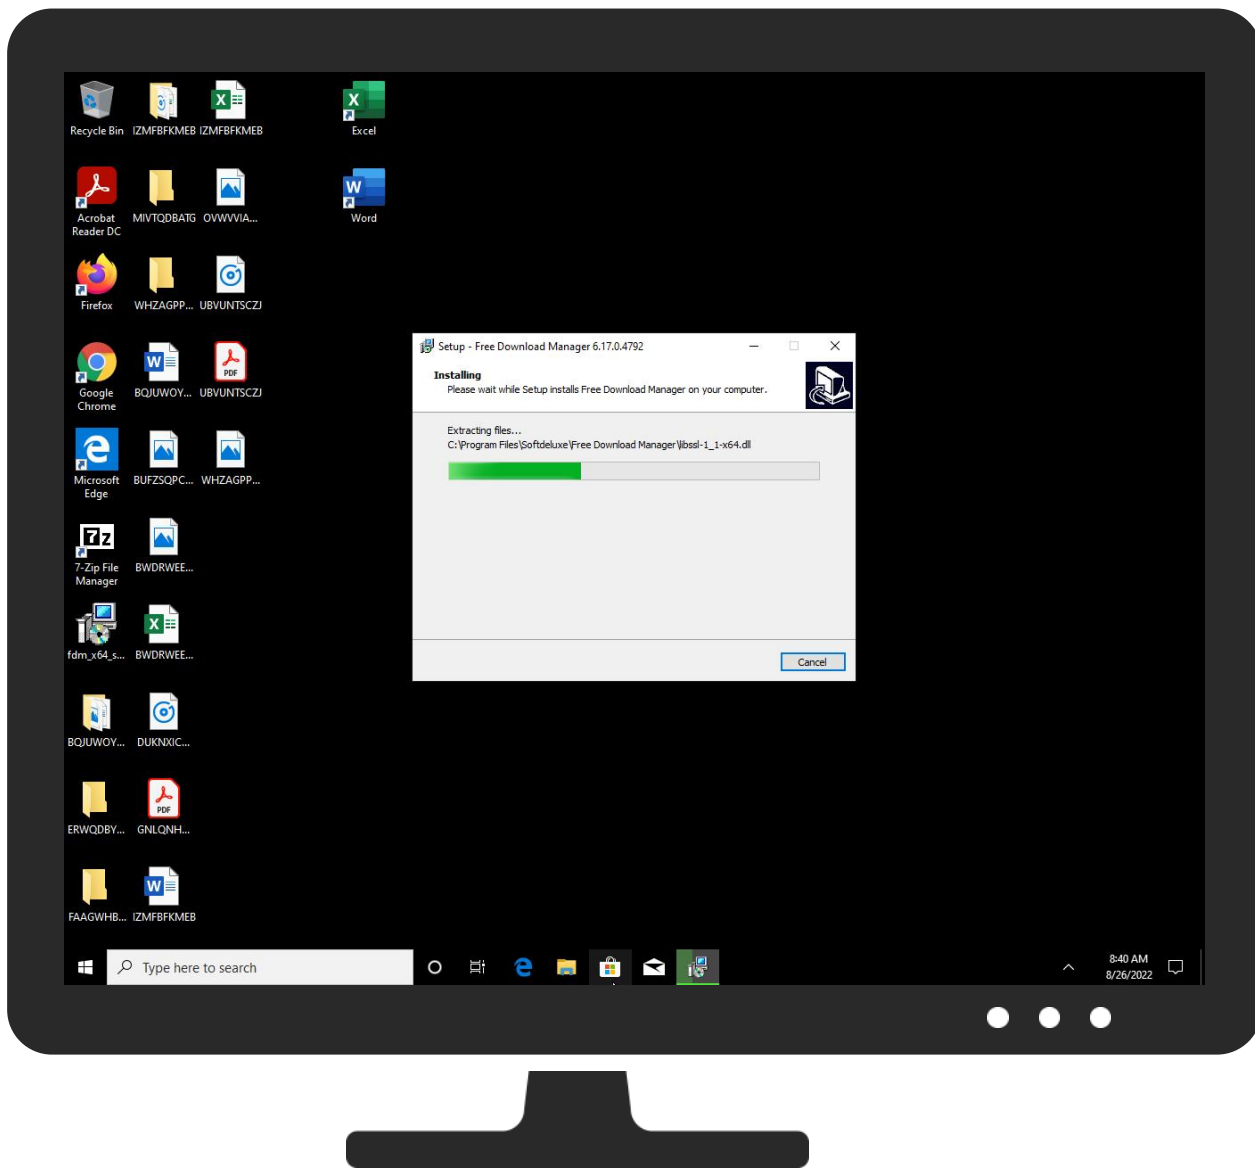 Recycle Bin
IZMFBFKMEB
IZMFBFKMEB
Excel
Acrobat
Reader DC
MIVTQDBATG
OVWVVIA...
Word
Firefox
WHZAGPP...
UBVUNTSCZJ
Google
Chrome
BQJUWOY...
UBVUNTSCZJ
PDF
Microsoft
Edge
BUFZSQPC...
WHZAGPP...
7z
7-Zip File
Manager
BWDRWEE...
fdm_x64_s...
BWDRWEE...
BQJUWOY...
DUKNXIC...
ERWQDBY...
PDF
GNLQNH...
FAAGWHB...
IZMFBFKMEB
Setup - Free Download Manager 6.17.0.4792
Installing
Please wait while Setup installs Free Download Manager on your computer.
Extracting files...
C:\Program Files\Softdeluxe\Free Download Manager\libssl-1_1-x64.dll
Cancel
Type here to search
8:40 AM
8/26/2022